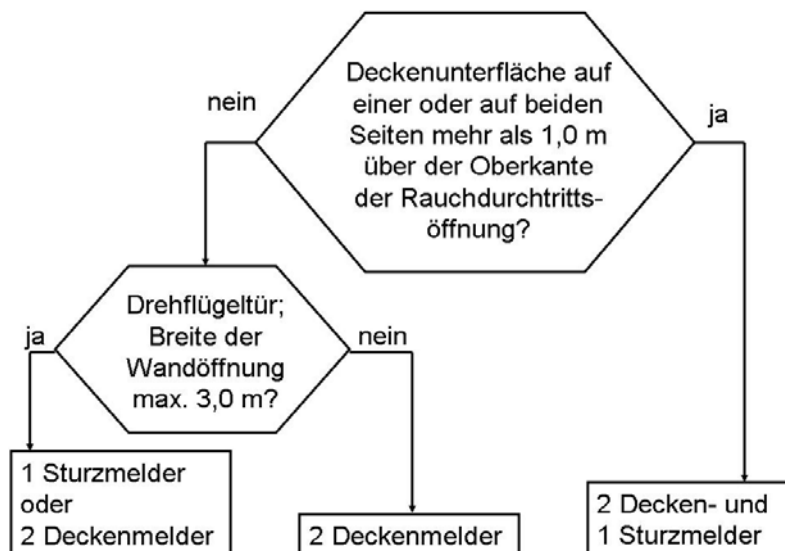 Deckenunterfläche auf
einer oder auf beiden
Seiten mehr als 1,0 m
über der Oberkante
der Rauchdurchtritts-
öffnung?
nein
ja
Drehflügeltür;
Breite der
Wandöffnung
max. 3,0 m?
ja
nein
1 Sturzmelder
oder
2 Deckenmelder
2 Deckenmelder
2 Decken- und
1 Sturzmelder